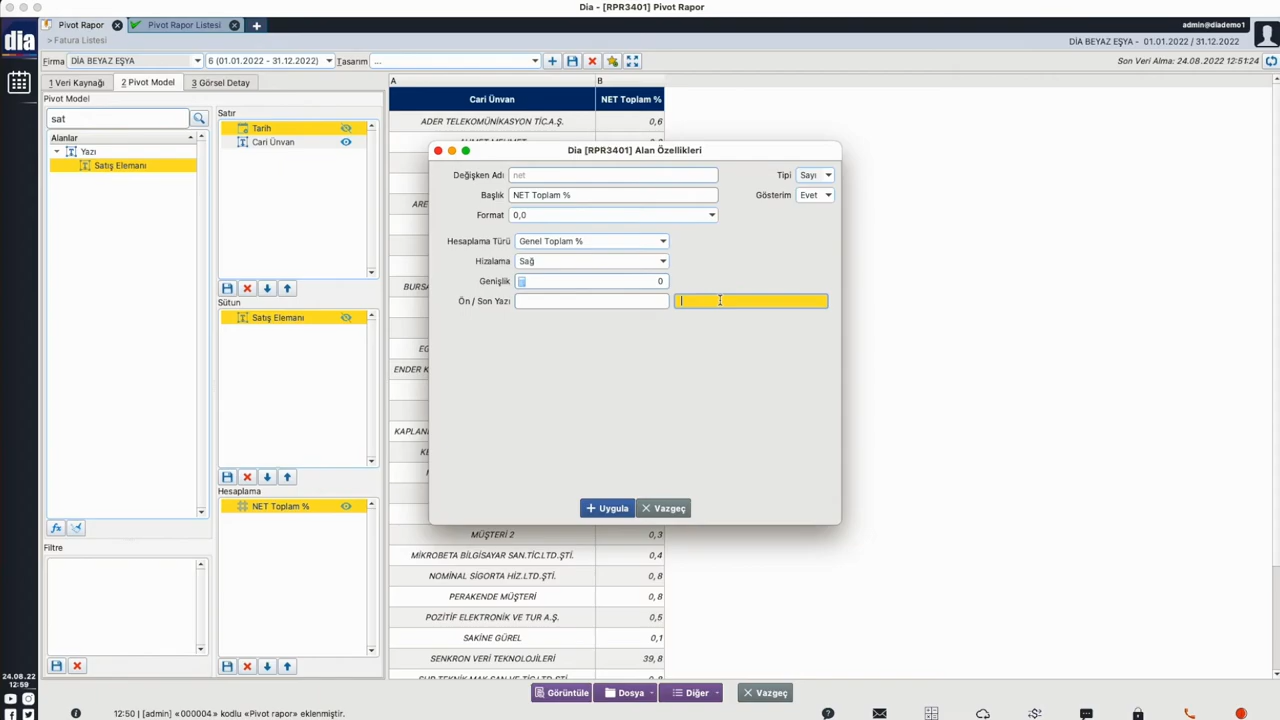 Dia - [RPR3401] Pivot Rapor
dia
Pivot Rapor
Pivot Rapor Listesi
admin@diademo1
> Fatura Listesi
DİA BEYAZ EŞYA - 01.01.2022 / 31.12.2022
Firma DİA BEYAZ EŞYA 6 (01.01.2022 - 31.12.2022) Tasarım ...
Son Veri Alma: 24.08.2022 12:51:24
1 Veri Kaynağı 2 Pivot Model 3 Görsel Detay
Pivot Model
sat
Alanlar
Yazı
Satış Elemanı
Filtre
Satır
Tarih
Cari Ünvan
Sütun
Satış Elemanı
Hesaplama
NET Toplam %
A B
Cari Ünvan NET Toplam %
ADER TELEKOMÜNİKASYON TİC.A.Ş. 0,6
Dia [RPR3401] Alan Özellikleri
Değişken Adı net
Tipi Sayı
Başlık NET Toplam %
Gösterim Evet
Format 0,0
Hesaplama Türü Genel Toplam %
Hizalama Sağ
Genişlik 0
Ön / Son Yazı
Uygula Vazgeç
MÜŞTERİ 2 0,3
MİKROBETA BİLGİSAYAR SAN.TİC.LTD.ŞTİ. 0,4
NOMİNAL SİGORTA HİZ.LTD.ŞTİ. 0,8
PERAKENDE MÜŞTERİ 0,8
POZİTİF ELEKTRONİK VE TUR A.Ş. 0,5
SAKİNE GÜREL 0,1
SENKRON VERİ TEKNOLOJİLERİ 39,8
Görüntüle Dosya Diğer Vazgeç
24.08.22
12:59
12:50 | [admin] «000004» kodlu «Pivot rapor» eklenmiştir.